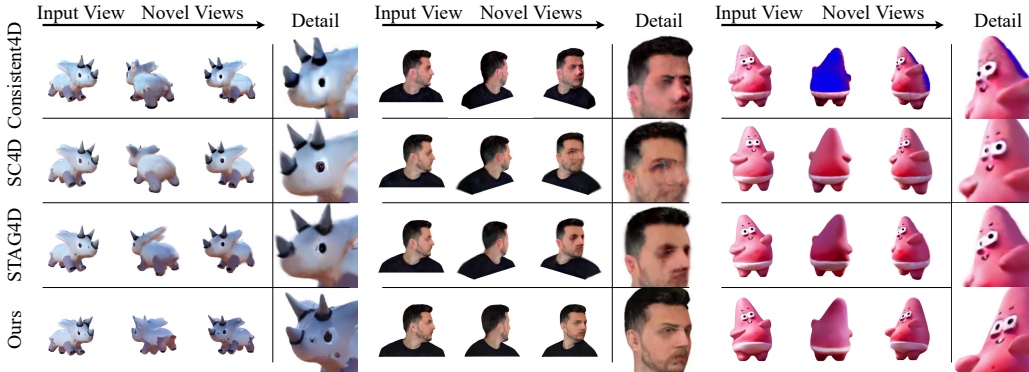 Input View Novel Views Detail Input View Novel Views Detail Input View Novel Views Detail
Consistent4D
SC4D
STAG4D
Ours